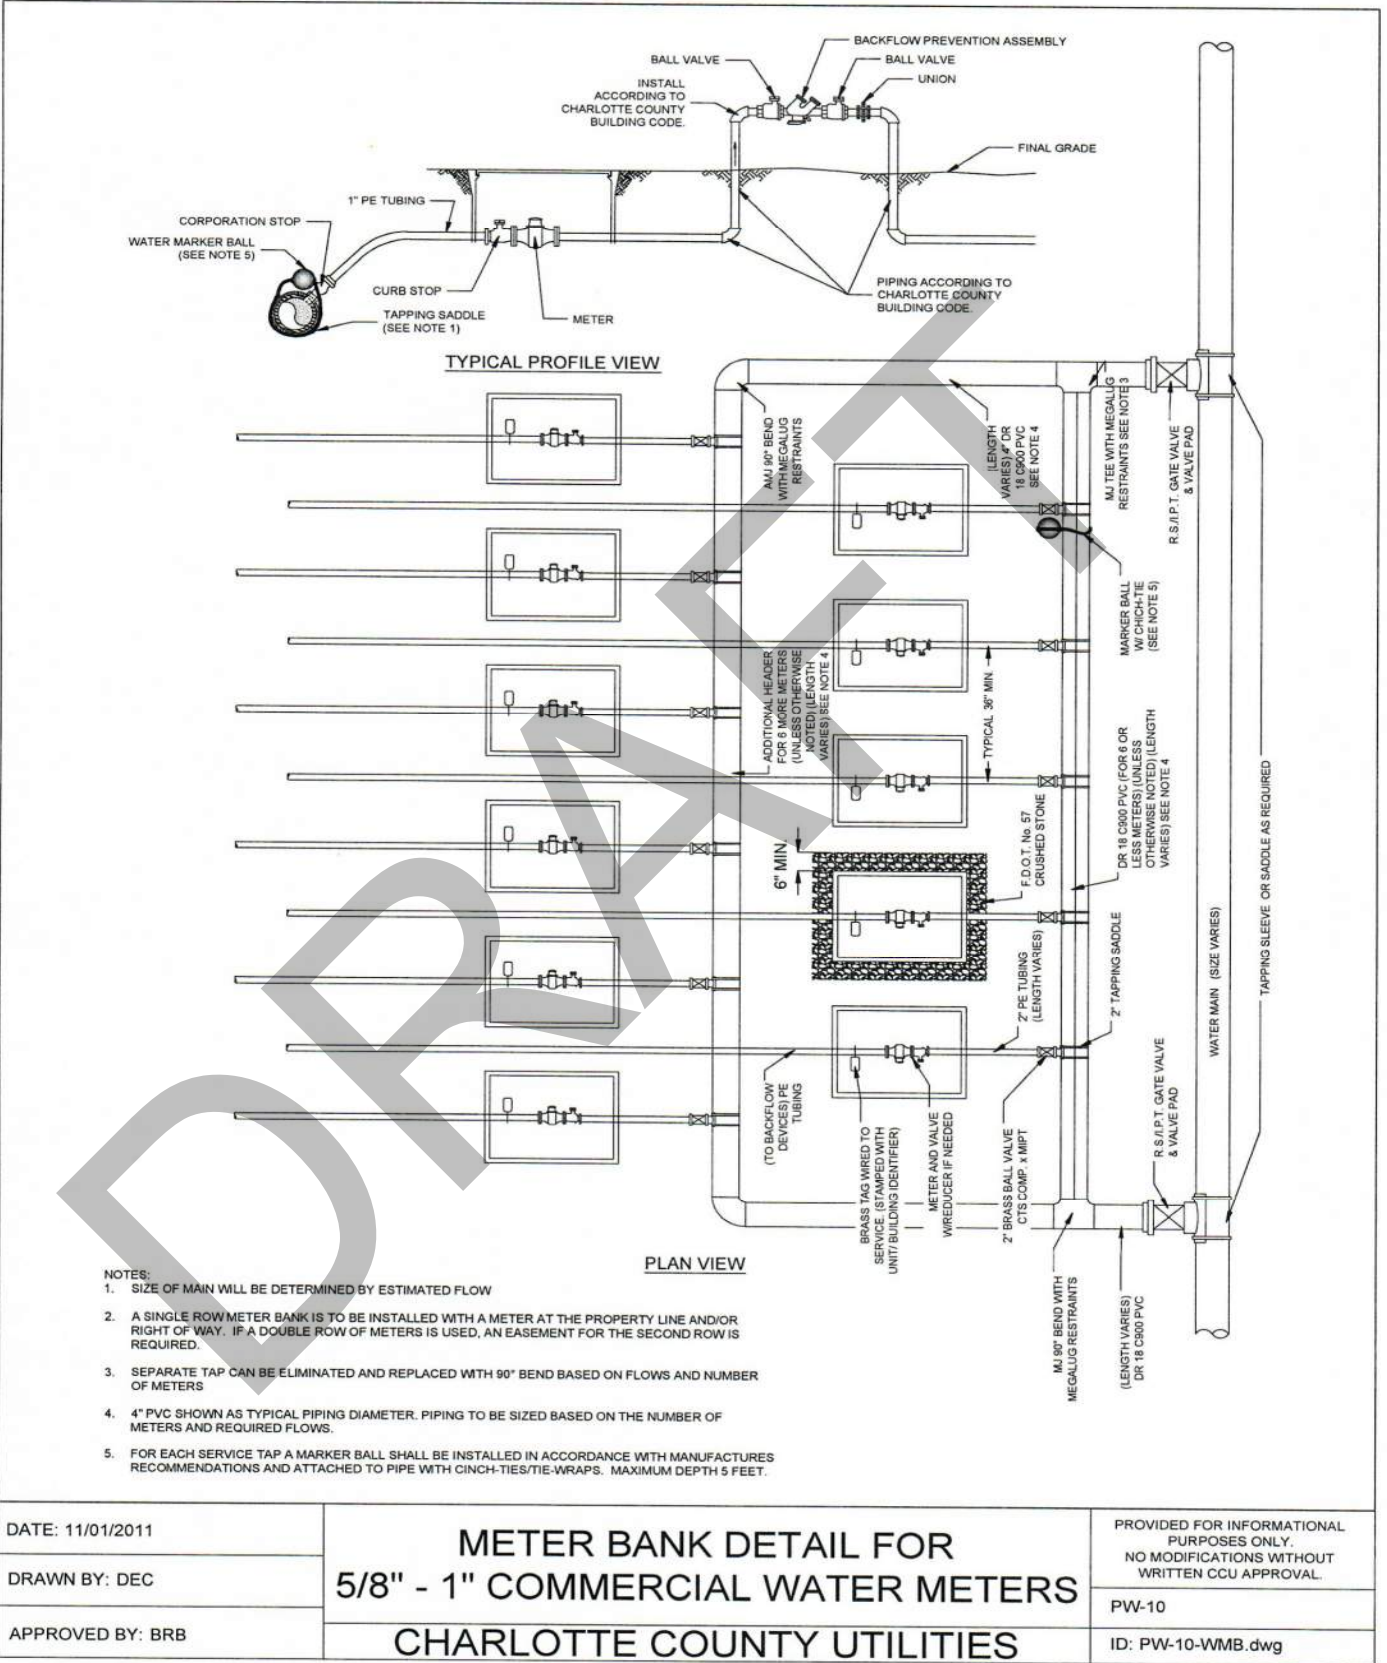 BACKFLOW PREVENTION ASSEMBLY
BALL VALVE
BALL VALVE
UNION
INSTALL
ACCORDING TO
CHARLOTTE COUNTY
BUILDING CODE.
FINAL GRADE
1" PE TUBING
CORPORATION STOP
WATER MARKER BALL
(SEE NOTE 5)
CURB STOP
TAPPING SADDLE
(SEE NOTE 1)
METER
PIPING ACCORDING TO
CHARLOTTE COUNTY
BUILDING CODE.
TYPICAL PROFILE VIEW
AMJ 90° BEND
WITH MEGALUG
RESTRAINTS
(LENGTH
VARIES) 4" DR
18 C900 PVC
SEE NOTE 4
MJ TEE WITH MEGALUG
RESTRAINTS SEE NOTE 3
R.S./I.P.T. GATE VALVE
& VALVE PAD
MARKER BALL
W/ CHICH-TIE
(SEE NOTE 5)
ADDITIONAL HEADER
FOR 6 MORE METERS
(UNLESS OTHERWISE
NOTED) (LENGTH
VARIES) SEE NOTE 4
TYPICAL 36" MIN.
DR 18 C900 PVC (FOR 6 OR
LESS METERS) (UNLESS
OTHERWISE NOTED) (LENGTH
VARIES) SEE NOTE 4
TAPPING SLEEVE OR SADDLE AS REQUIRED
6" MIN.
F.D.O.T. No. 57
CRUSHED STONE
2" PE TUBING
(LENGTH VARIES)
2" TAPPING SADDLE
WATER MAIN (SIZE VARIES)
R.S./I.P.T. GATE VALVE
& VALVE PAD
(TO BACKFLOW
DEVICES) PE
TUBING
BRASS TAG WIRED TO
SERVICE. (STAMPED WITH
UNIT/ BUILDING IDENTIFIER)
METER AND VALVE
W/REDUCER IF NEEDED
2" BRASS BALL VALVE
CTS COMP. x MIPT
MJ 90° BEND WITH
MEGALUG RESTRAINTS
(LENGTH VARIES)
DR 18 C900 PVC
PLAN VIEW
DRAFT
NOTES:
1. SIZE OF MAIN WILL BE DETERMINED BY ESTIMATED FLOW
2. A SINGLE ROW METER BANK IS TO BE INSTALLED WITH A METER AT THE PROPERTY LINE AND/OR
RIGHT OF WAY. IF A DOUBLE ROW OF METERS IS USED, AN EASEMENT FOR THE SECOND ROW IS
REQUIRED.
3. SEPARATE TAP CAN BE ELIMINATED AND REPLACED WITH 90° BEND BASED ON FLOWS AND NUMBER
OF METERS
4. 4" PVC SHOWN AS TYPICAL PIPING DIAMETER. PIPING TO BE SIZED BASED ON THE NUMBER OF
METERS AND REQUIRED FLOWS.
5. FOR EACH SERVICE TAP A MARKER BALL SHALL BE INSTALLED IN ACCORDANCE WITH MANUFACTURES
RECOMMENDATIONS AND ATTACHED TO PIPE WITH CINCH-TIES/TIE-WRAPS. MAXIMUM DEPTH 5 FEET.
DATE: 11/01/2011
DRAWN BY: DEC
APPROVED BY: BRB
METER BANK DETAIL FOR
5/8" - 1" COMMERCIAL WATER METERS
CHARLOTTE COUNTY UTILITIES
PROVIDED FOR INFORMATIONAL
PURPOSES ONLY.
NO MODIFICATIONS WITHOUT
WRITTEN CCU APPROVAL.
PW-10
ID: PW-10-WMB.dwg